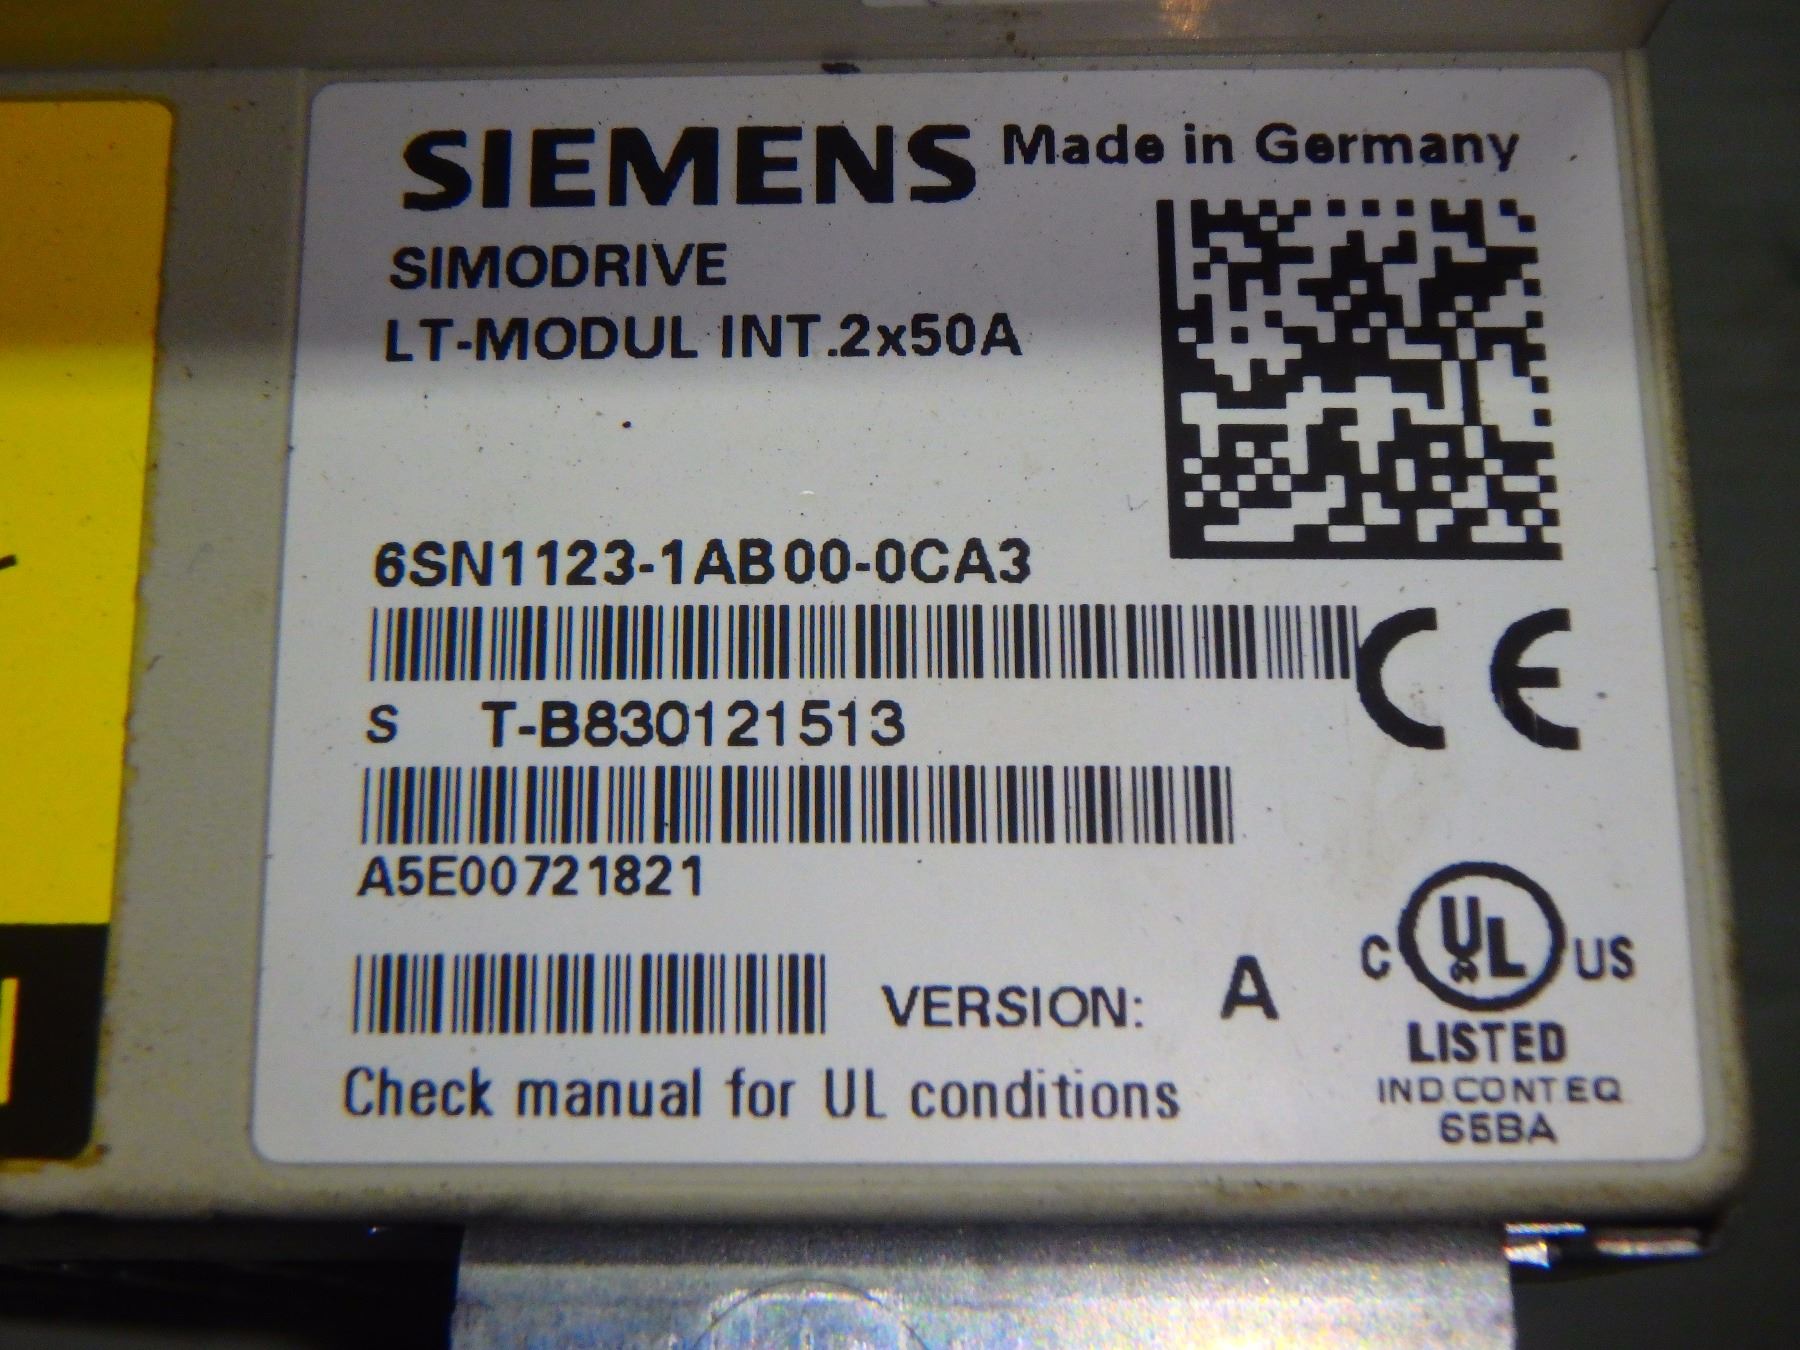 SIEMENS Made in Germany
SIMODRIVE
LT-MODUL INT.2x50A
6SN1123-1AB00-0CA3
S T-B830121513
A5E00721821
VERSION: A
Check manual for UL conditions
CE
C UL US
LISTED
IND.CONT.EQ
65BA